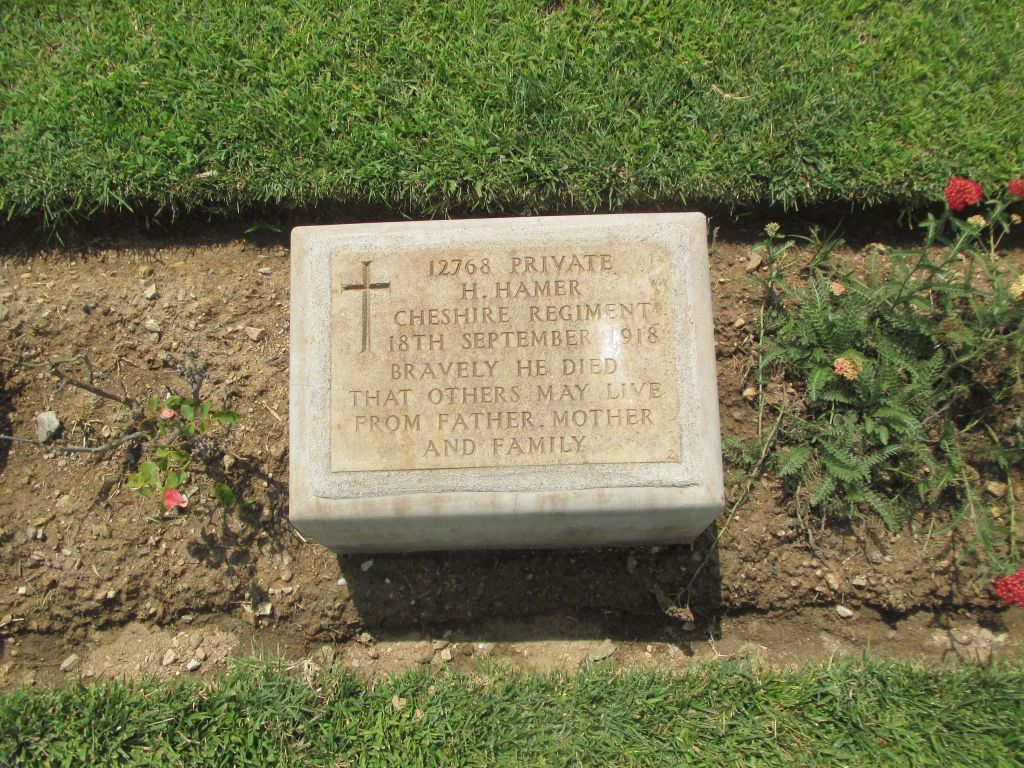 12768 PRIVATE
H. HAMER
CHESHIRE REGIMENT
18TH SEPTEMBER 1918
BRAVELY HE DIED
THAT OTHERS MAY LIVE
FROM FATHER. MOTHER
AND FAMILY